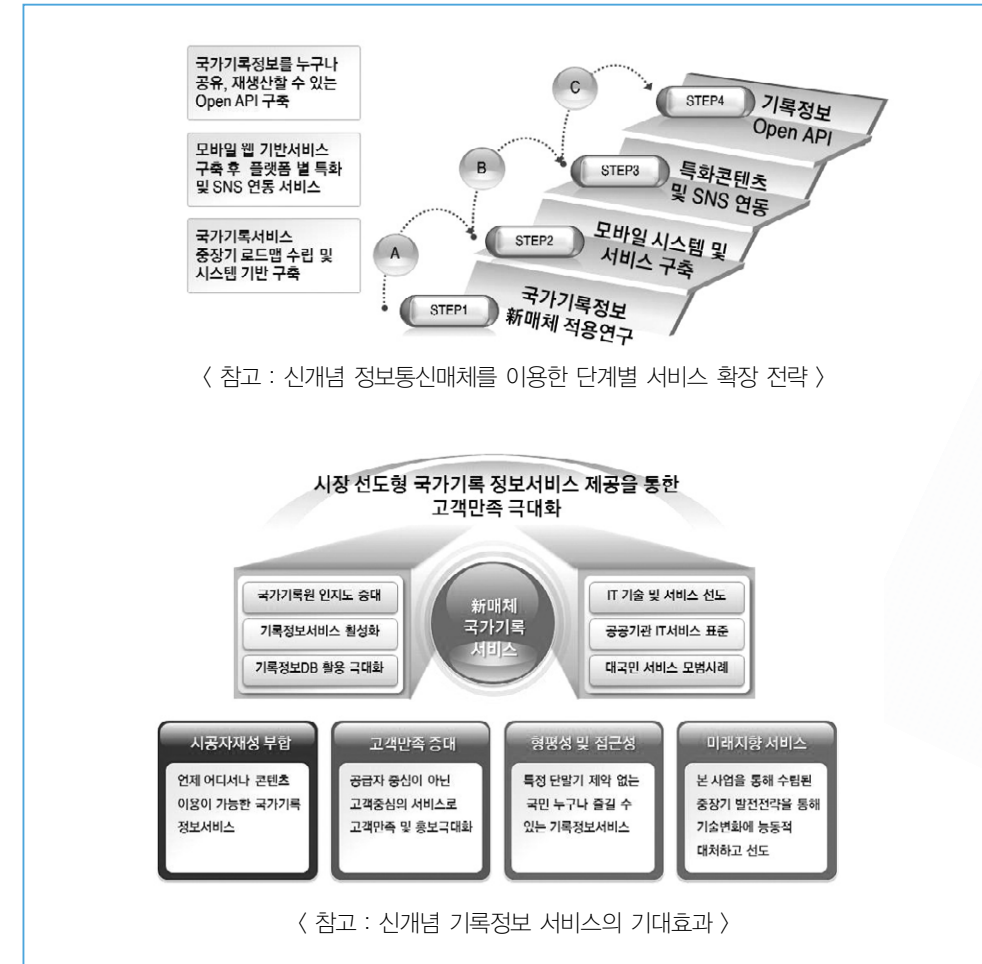 국가기록정보를 누구나
공유, 재생산할 수 있는
Open API 구축
모바일 웹 기반서비스
구축 후 플랫폼 별 특화
및 SNS 연동 서비스
국가기록서비스
중장기 로드맵 수립 및
시스템 기반 구축
C
STEP4
기록정보
Open API
B
STEP3
특화콘텐츠
및 SNS 연동
A
STEP2
모바일 시스템 및
서비스 구축
STEP1
국가기록정보
新매체 적용연구
〈 참고 : 신개념 정보통신매체를 이용한 단계별 서비스 확장 전략 〉
시장 선도형 국가기록 정보서비스 제공을 통한
고객만족 극대화
국가기록원 인지도 증대
기록정보서비스 활성화
기록정보DB 활용 극대화
新매체
국가기록
서비스
IT 기술 및 서비스 선도
공공기관 IT서비스 표준
대국민 서비스 모범사례
시공자재성 부합
언제 어디서나 콘텐츠
이용이 가능한 국가기록
정보서비스
고객만족 증대
공급자 중심이 아닌
고객중심의 서비스로
고객만족 및 홍보극대화
형평성 및 접근성
특정 단말기 제약 없는
국민 누구나 즐길 수
있는 기록정보서비스
미래지향 서비스
본 사업을 통해 수립된
중장기 발전전략을 통해
기술변화에 능동적
대처하고 선도
〈 참고 : 신개념 기록정보 서비스의 기대효과 〉